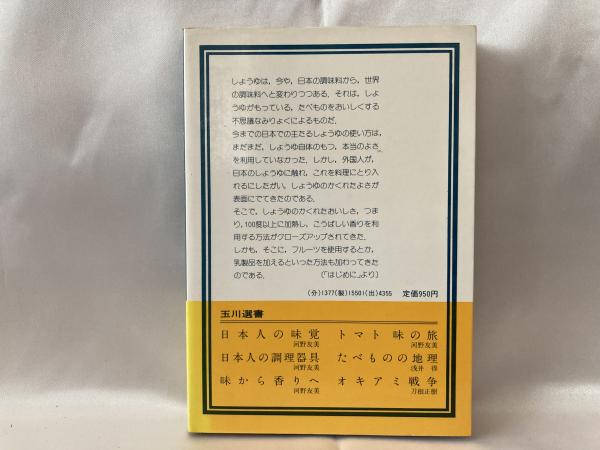 しょうゆは，今や，日本の調味料から，世界
の調味料へと変わりつつある．それは，しょ
うゆがもっている，たべものをおいしくする
不思議なみりょくによるものだ．
今までの日本での主たるしょうゆの使い方は，
まだまだ，しょうゆ自体のもつ，本当のよさ
を利用していなかった．しかし，外国人が，
日本のしょうゆに触れ，これを料理にとり入
れるにしたがい，しょうゆのかくれたよさが
表面にでてきたのである．
そこで，しょうゆのかくれたおいしさ，つま
り，100度以上に加熱し，こうばしい香りを利
用する方法がクローズアップされてきた．
しかも，そこに，フルーツを使用するとか，
乳製品を加えるといった方法も加わってきた
のである．（「はじめに」より）
(分)1377(製)15501(出)4355 定価950円
玉川選書
日本人の味覚 トマト 味の旅
河野友美 河野友美
日本人の調理器具 たべものの地理
河野友美 浅井 得
味から香りへ オキアミ戦争
河野友美 刀根正樹